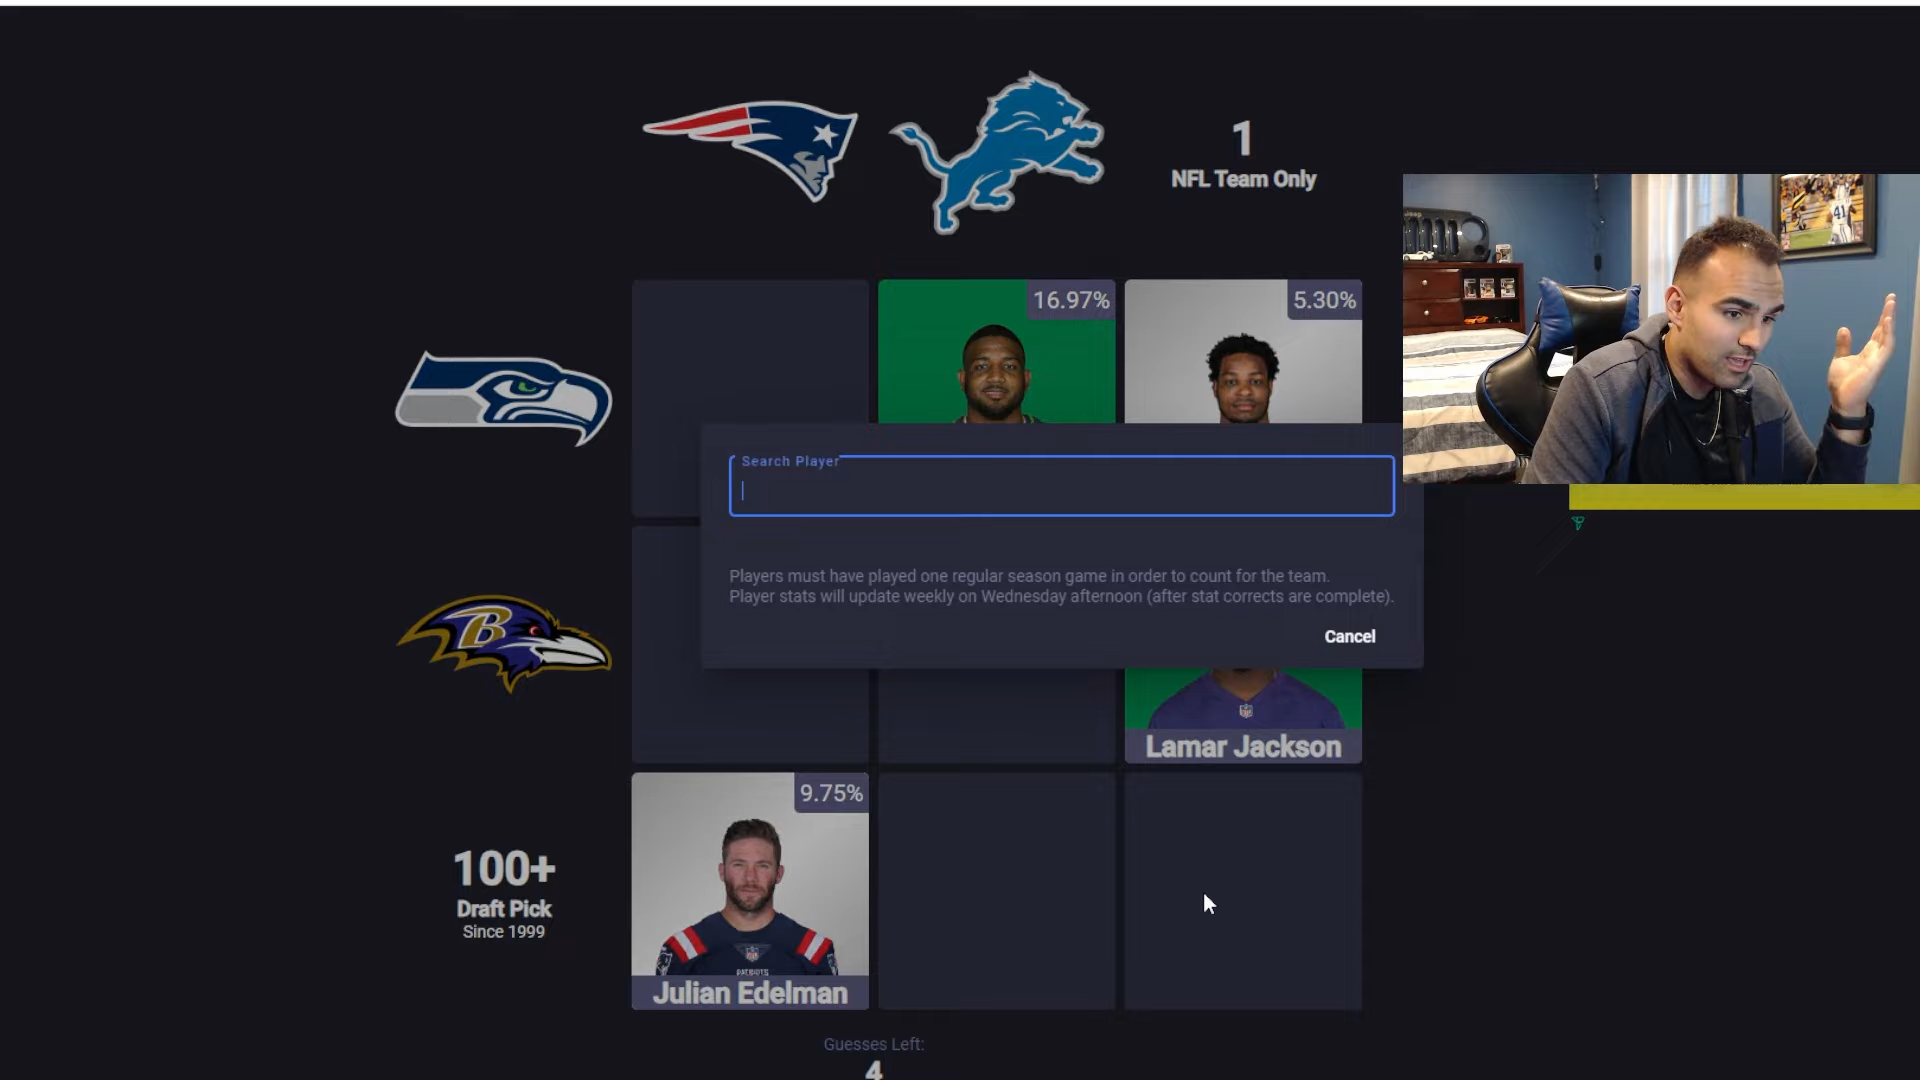 1
NFL Team Only
16.97%
5.30%
41
Search Player
Players must have played one regular season game in order to count for the team.
Player stats will update weekly on Wednesday afternoon (after stat corrects are complete).
Cancel
B
Lamar Jackson
9.75%
100+
Draft Pick
Since 1999
PATRIOTS
Julian Edelman
Guesses Left:
4